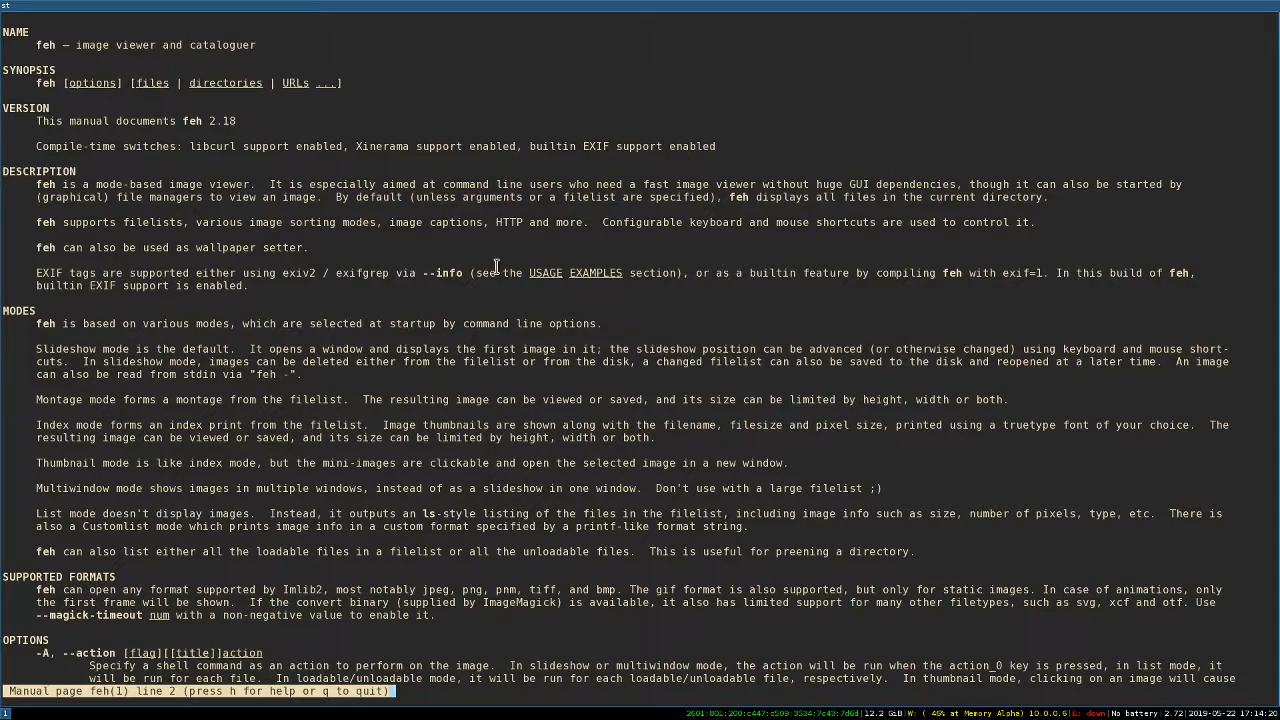 st
NAME
feh — image viewer and cataloguer
SYNOPSIS
feh [options] [files | directories | URLs ...]
VERSION
This manual documents feh 2.18
Compile-time switches: libcurl support enabled, Xinerama support enabled, builtin EXIF support enabled
DESCRIPTION
feh is a mode-based image viewer.  It is especially aimed at command line users who need a fast image viewer without huge GUI dependencies, though it can also be started by
(graphical) file managers to view an image.  By default (unless arguments or a filelist are specified), feh displays all files in the current directory.
feh supports filelists, various image sorting modes, image captions, HTTP and more.  Configurable keyboard and mouse shortcuts are used to control it.
feh can also be used as wallpaper setter.
EXIF tags are supported either using exiv2 / exifgrep via --info (see the USAGE EXAMPLES section), or as a builtin feature by compiling feh with exif=1. In this build of feh,
builtin EXIF support is enabled.
MODES
feh is based on various modes, which are selected at startup by command line options.
Slideshow mode is the default.  It opens a window and displays the first image in it; the slideshow position can be advanced (or otherwise changed) using keyboard and mouse short-
cuts.  In slideshow mode, images can be deleted either from the filelist or from the disk, a changed filelist can also be saved to the disk and reopened at a later time.  An image
can also be read from stdin via "feh -".
Montage mode forms a montage from the filelist.  The resulting image can be viewed or saved, and its size can be limited by height, width or both.
Index mode forms an index print from the filelist.  Image thumbnails are shown along with the filename, filesize and pixel size, printed using a truetype font of your choice.  The
resulting image can be viewed or saved, and its size can be limited by height, width or both.
Thumbnail mode is like index mode, but the mini-images are clickable and open the selected image in a new window.
Multiwindow mode shows images in multiple windows, instead of as a slideshow in one window.  Don't use with a large filelist ;)
List mode doesn't display images.  Instead, it outputs an ls-style listing of the files in the filelist, including image info such as size, number of pixels, type, etc.  There is
also a Customlist mode which prints image info in a custom format specified by a printf-like format string.
feh can also list either all the loadable files in a filelist or all the unloadable files.  This is useful for preening a directory.
SUPPORTED FORMATS
feh can open any format supported by Imlib2, most notably jpeg, png, pnm, tiff, and bmp. The gif format is also supported, but only for static images. In case of animations, only
the first frame will be shown.  If the convert binary (supplied by ImageMagick) is available, it also has limited support for many other filetypes, such as svg, xcf and otf. Use
--magick-timeout num with a non-negative value to enable it.
OPTIONS
-A, --action [flag][[title]]action
Specify a shell command as an action to perform on the image.  In slideshow or multiwindow mode, the action will be run when the action_0 key is pressed, in list mode, it
will be run for each file.  In loadable/unloadable mode, it will be run for each loadable/unloadable file, respectively.  In thumbnail mode, clicking on an image will cause
Manual page feh(1) line 2 (press h for help or q to quit)
1 2601:801:200:c447:c509:3534:7c43:7d6d|12.2 GiB|W: ( 46% at Memory Alpha) 10.0.0.6|E: down|No battery|2.72|2019-05-22 17:14:20